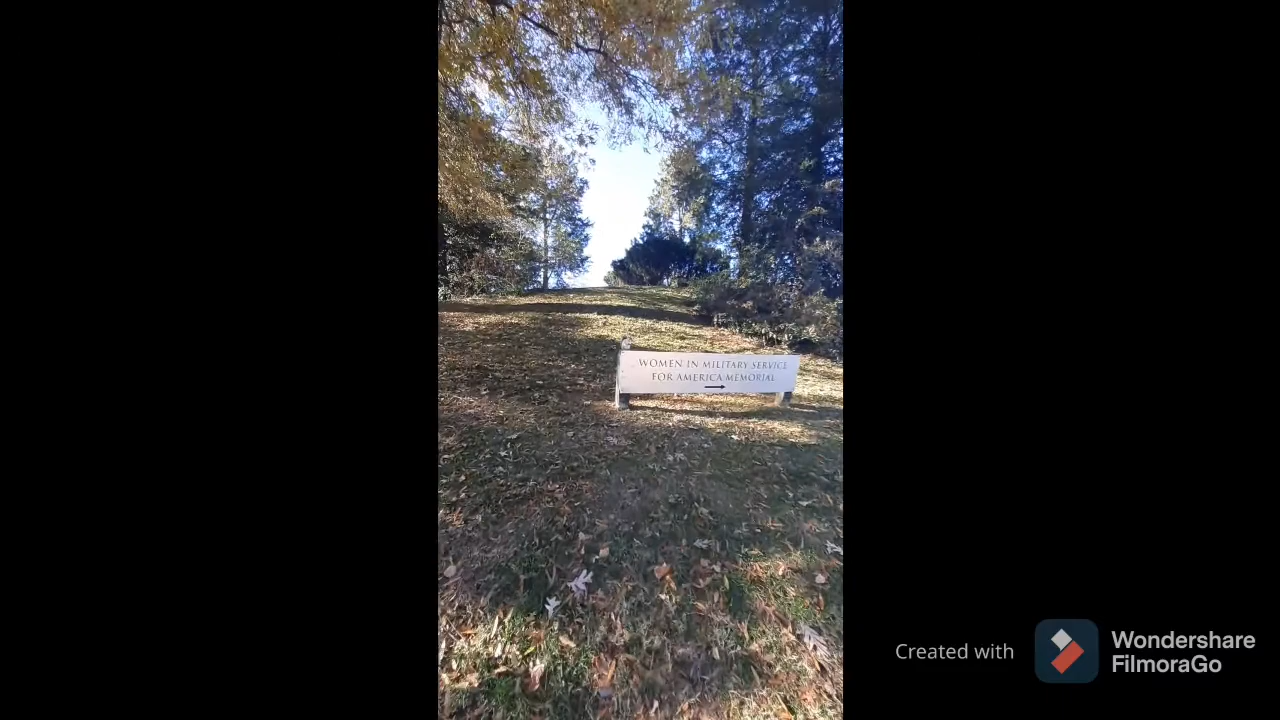 WOMEN IN MILITARY SERVICE
FOR AMERICA MEMORIAL
Created with
Wondershare
FilmoraGo